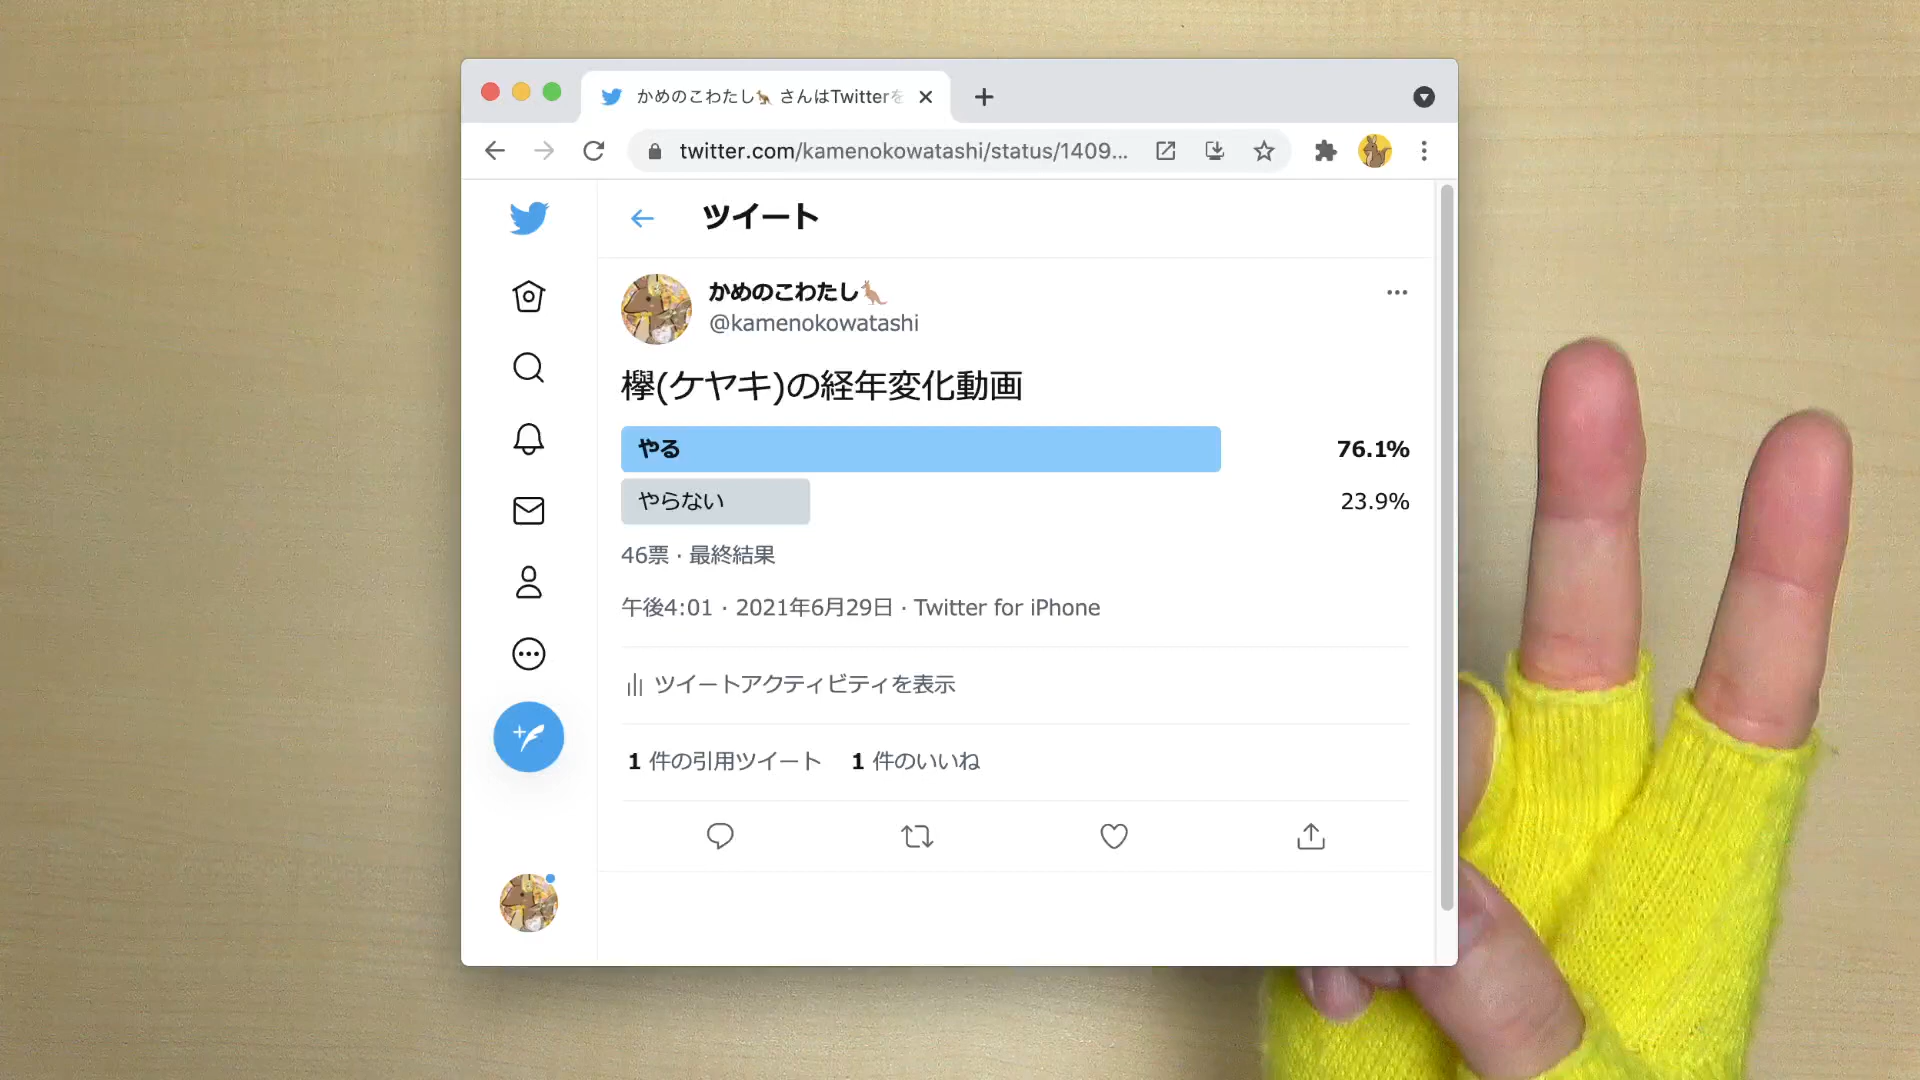 かめのこわたし🦘 さんはTwitterを
twitter.com/kamenokowatashi/status/1409...
ツイート
かめのこわたし🦘
@kamenokowatashi
欅(ケヤキ)の経年変化動画
やる 76.1%
やらない 23.9%
46票 · 最終結果
午後4:01 · 2021年6月29日 · Twitter for iPhone
ツイートアクティビティを表示
1 件の引用ツイート 1 件のいいね